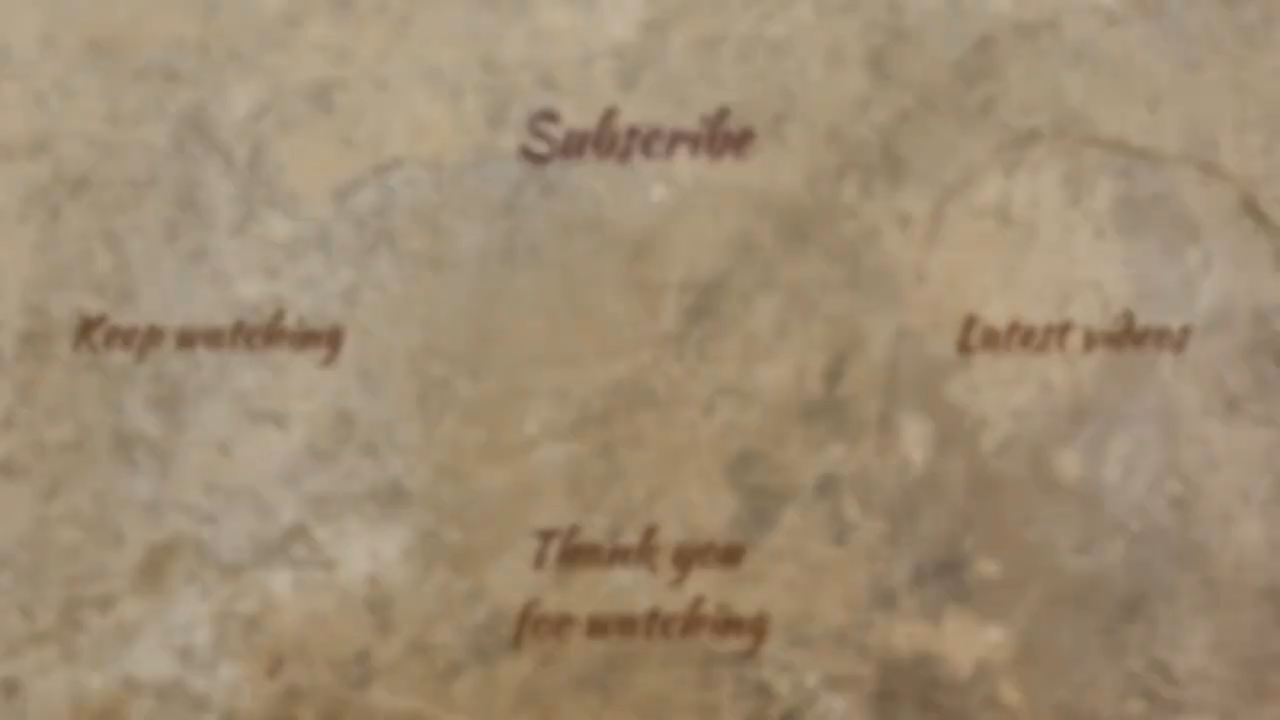 Subscribe
Keep watching
Latest videos
Thank you
for watching